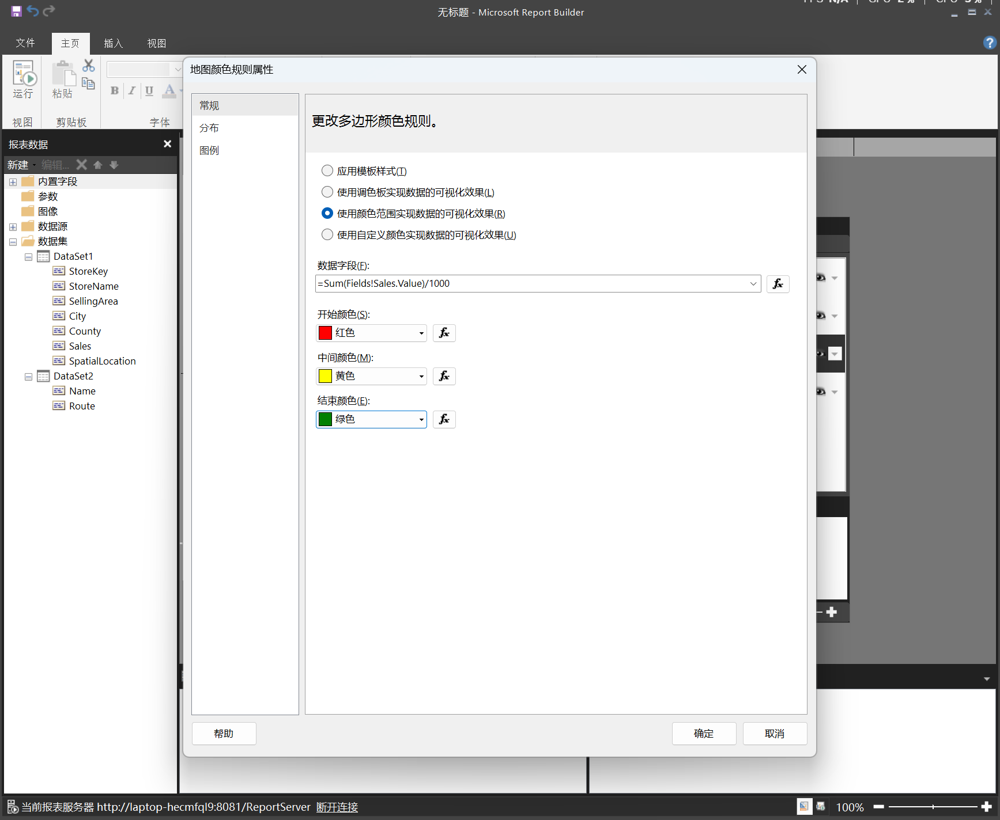 无标题 - Microsoft Report Builder
文件 主页 插入 视图
运行
粘贴
B I U A
视图 剪贴板 字体
报表数据
新建 编辑...
内置字段
参数
图像
数据源
数据集
DataSet1
StoreKey
StoreName
SellingArea
City
County
Sales
SpatialLocation
DataSet2
Name
Route
地图颜色规则属性
常规
分布
图例
更改多边形颜色规则。
应用模板样式(T)
使用调色板实现数据的可视化效果(L)
使用颜色范围实现数据的可视化效果(R)
使用自定义颜色实现数据的可视化效果(U)
数据字段(F):
=Sum(Fields!Sales.Value)/1000
fx
开始颜色(S):
红色
fx
中间颜色(M):
黄色
fx
结束颜色(E):
绿色
fx
帮助 确定 取消
当前报表服务器 http://laptop-hecmfql9:8081/ReportServer 断开连接
100%